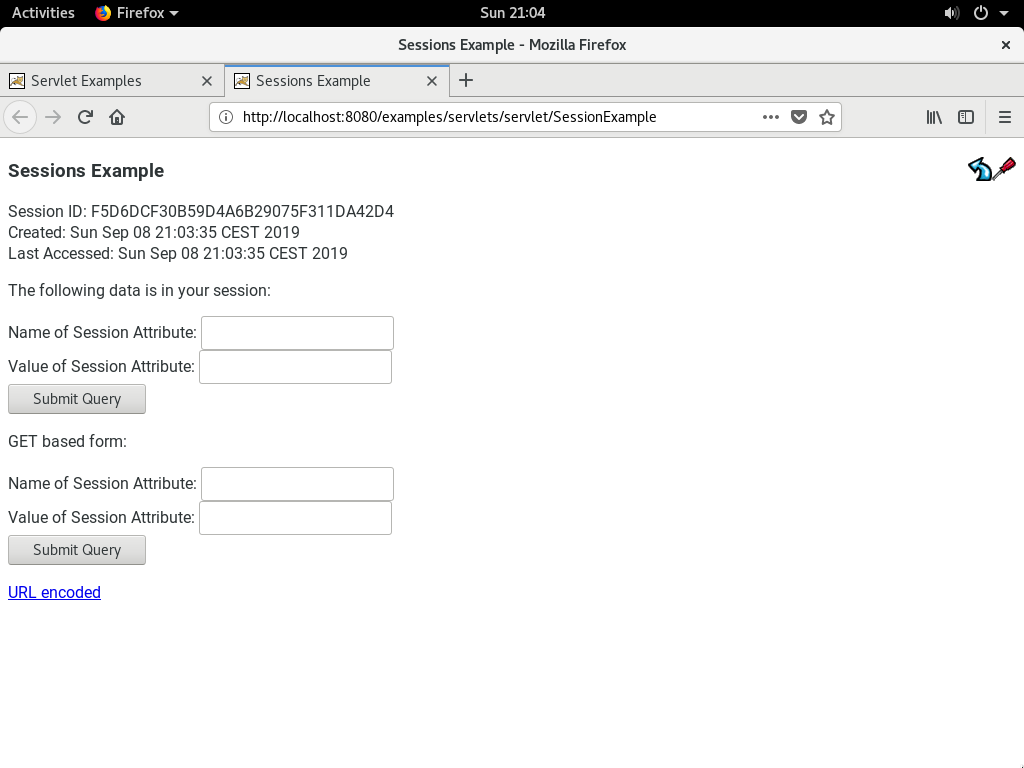 Activities Firefox Sun 21:04
Sessions Example - Mozilla Firefox
Servlet Examples Sessions Example
http://localhost:8080/examples/servlets/servlet/SessionExample
Sessions Example
Session ID: F5D6DCF30B59D4A6B29075F311DA42D4
Created: Sun Sep 08 21:03:35 CEST 2019
Last Accessed: Sun Sep 08 21:03:35 CEST 2019
The following data is in your session:
Name of Session Attribute:
Value of Session Attribute:
Submit Query
GET based form:
Name of Session Attribute:
Value of Session Attribute:
Submit Query
URL encoded